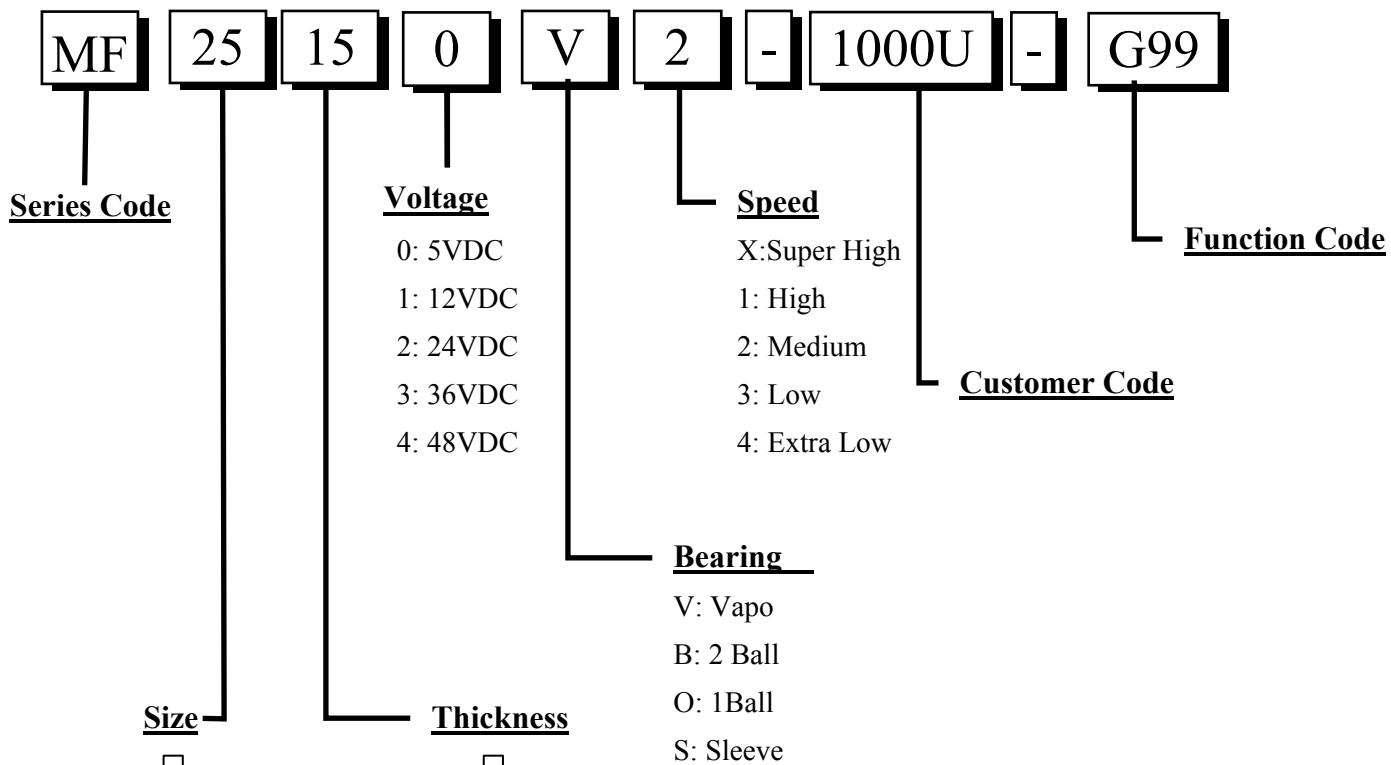 MF 25 15 0 V 2 - 1000U - G99
Series Code
Voltage
0: 5VDC
1: 12VDC
2: 24VDC
3: 36VDC
4: 48VDC
Speed
X:Super High
1: High
2: Medium
3: Low
4: Extra Low
Function Code
Customer Code
Bearing
V: Vapo
B: 2 Ball
O: 1Ball
S: Sleeve
Size
Thickness